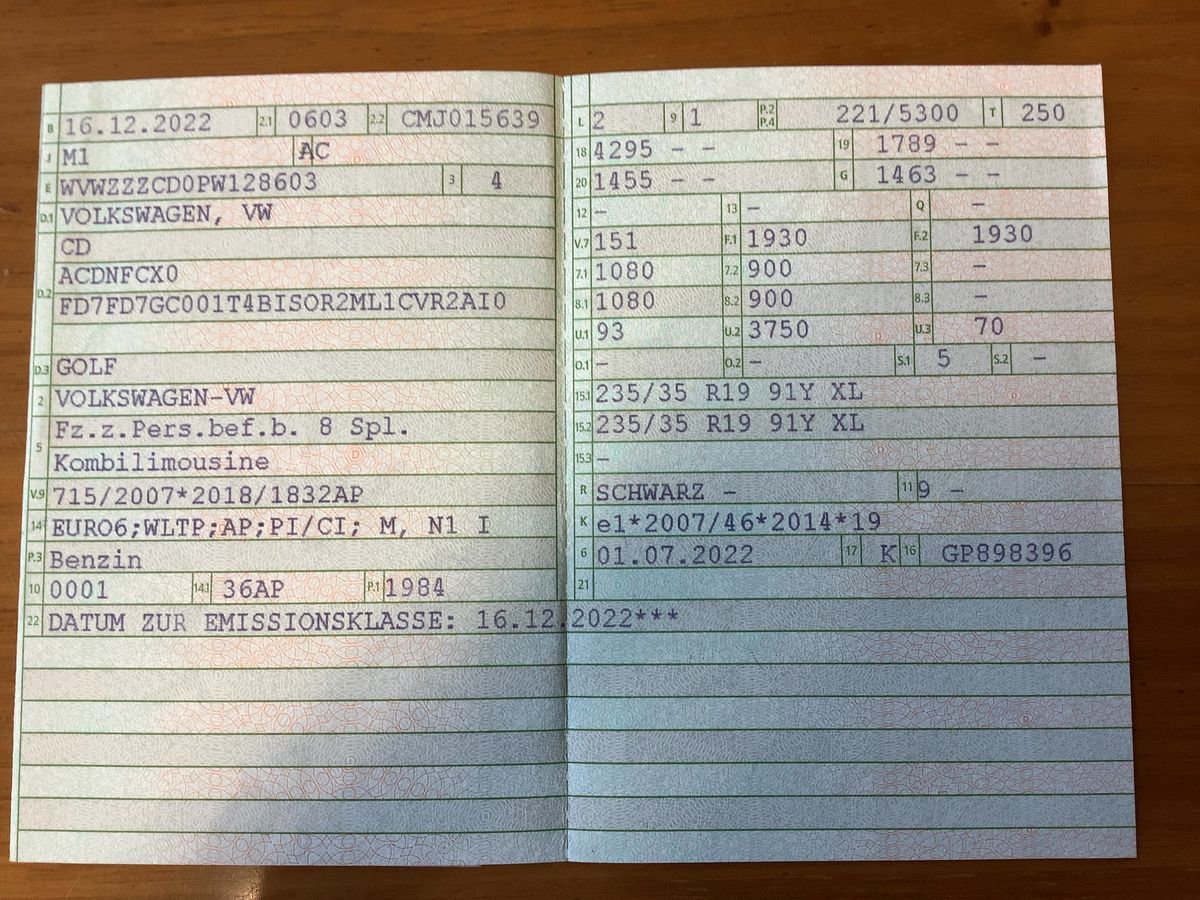 B 16.12.2022 2.1 0603 2.2 CMJ015639
J M1 AC
E WVWZZZCD0PW128603 3 4
D.1 VOLKSWAGEN, VW
CD
D.2 ACDNFCX0
FD7FD7GC001T4BISOR2ML1CVR2AI0
D.3 GOLF
2 VOLKSWAGEN-VW
5 Fz.z.Pers.bef.b. 8 Spl.
Kombilimousine
V.9 715/2007*2018/1832AP
14 EURO6;WLTP;AP;PI/CI; M, N1 I
P.3 Benzin
10 0001 14.1 36AP P.1 1984
22 DATUM ZUR EMISSIONSKLASSE: 16.12.2022***
L 2 9 1 P.2 P.4 221/5300 T 250
18 4295 – – 19 1789 – –
20 1455 – – G 1463 – –
12 – 13 – Q –
V.7 151 F.1 1930 F.2 1930
7.1 1080 7.2 900 7.3 –
8.1 1080 8.2 900 8.3 –
U.1 93 U.2 3750 U.3 70
O.1 – O.2 – S.1 5 S.2 –
15.1 235/35 R19 91Y XL
15.2 235/35 R19 91Y XL
15.3 –
R SCHWARZ – 11 9 –
K e1*2007/46*2014*19
6 01.07.2022 17 K 16 GP898396
21